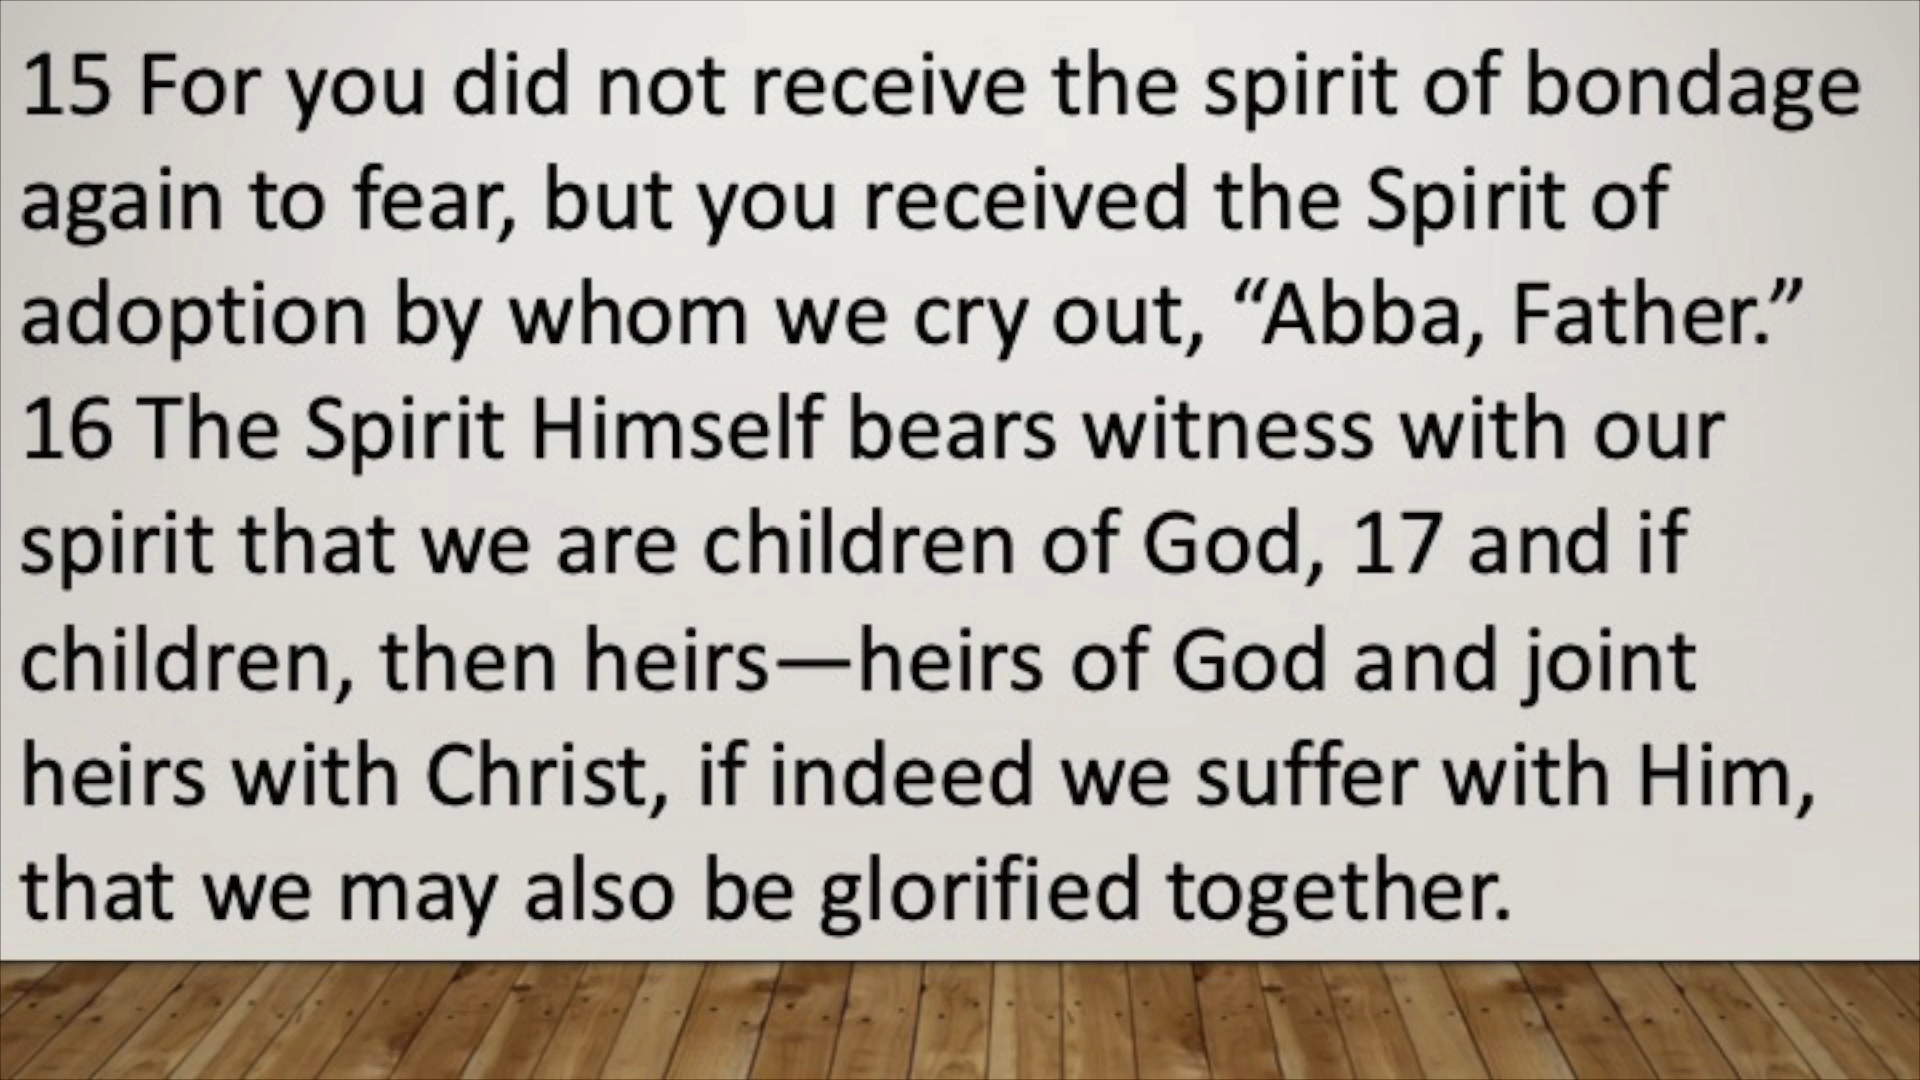 15 For you did not receive the spirit of bondage
again to fear, but you received the Spirit of
adoption by whom we cry out, “Abba, Father.”
16 The Spirit Himself bears witness with our
spirit that we are children of God, 17 and if
children, then heirs—heirs of God and joint
heirs with Christ, if indeed we suffer with Him,
that we may also be glorified together.